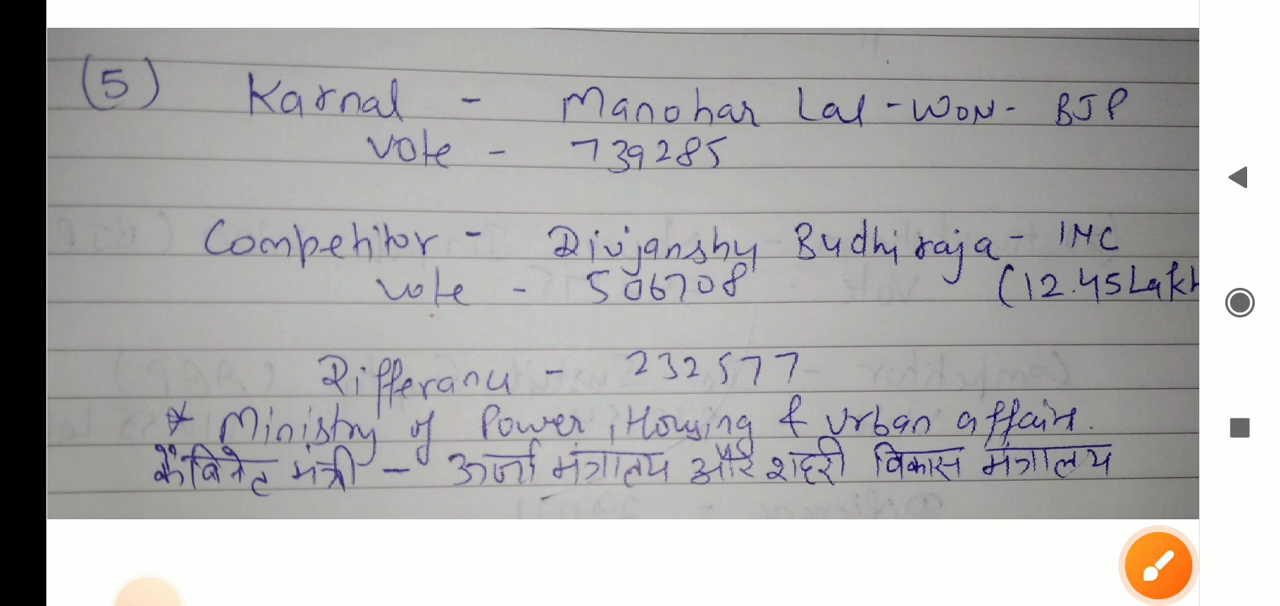 (5) Karnal - Manohar Lal - WON - BJP
Vote - 739285
Competitor - Divyanshu Budhiraja - INC
vote - 506708 (12.45 Lakh
Differance - 232577
* Ministry of Power, Housing & Urban affairs.
कैबिनेट मंत्री - ऊर्जा मंत्रालय और शहरी विकास मंत्रालय